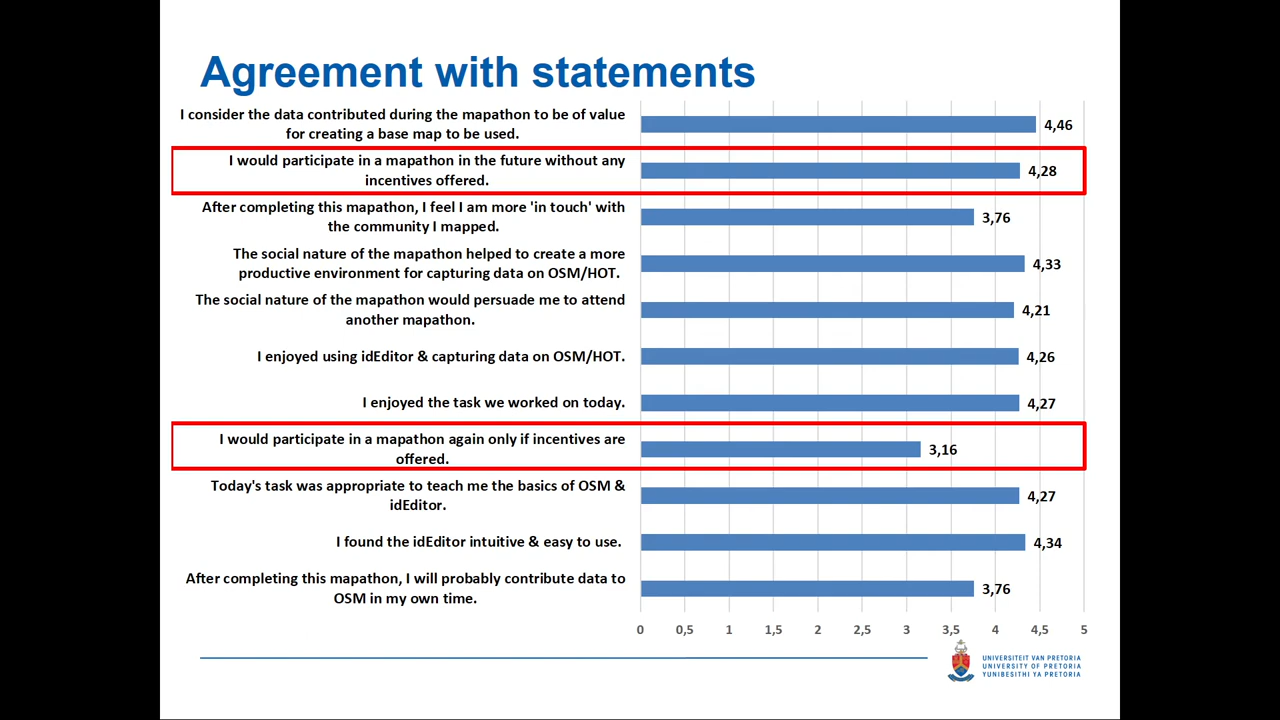 Agreement with statements
I consider the data contributed during the mapathon to be of value
for creating a base map to be used.
4,46
I would participate in a mapathon in the future without any
incentives offered.
4,28
After completing this mapathon, I feel I am more 'in touch' with
the community I mapped.
3,76
The social nature of the mapathon helped to create a more
productive environment for capturing data on OSM/HOT.
4,33
The social nature of the mapathon would persuade me to attend
another mapathon.
4,21
I enjoyed using idEditor & capturing data on OSM/HOT.
4,26
I enjoyed the task we worked on today.
4,27
I would participate in a mapathon again only if incentives are
offered.
3,16
Today's task was appropriate to teach me the basics of OSM &
idEditor.
4,27
I found the idEditor intuitive & easy to use.
4,34
After completing this mapathon, I will probably contribute data to
OSM in my own time.
3,76
0 0,5 1 1,5 2 2,5 3 3,5 4 4,5 5
UNIVERSITEIT VAN PRETORIA
UNIVERSITY OF PRETORIA
YUNIBESITHI YA PRETORIA